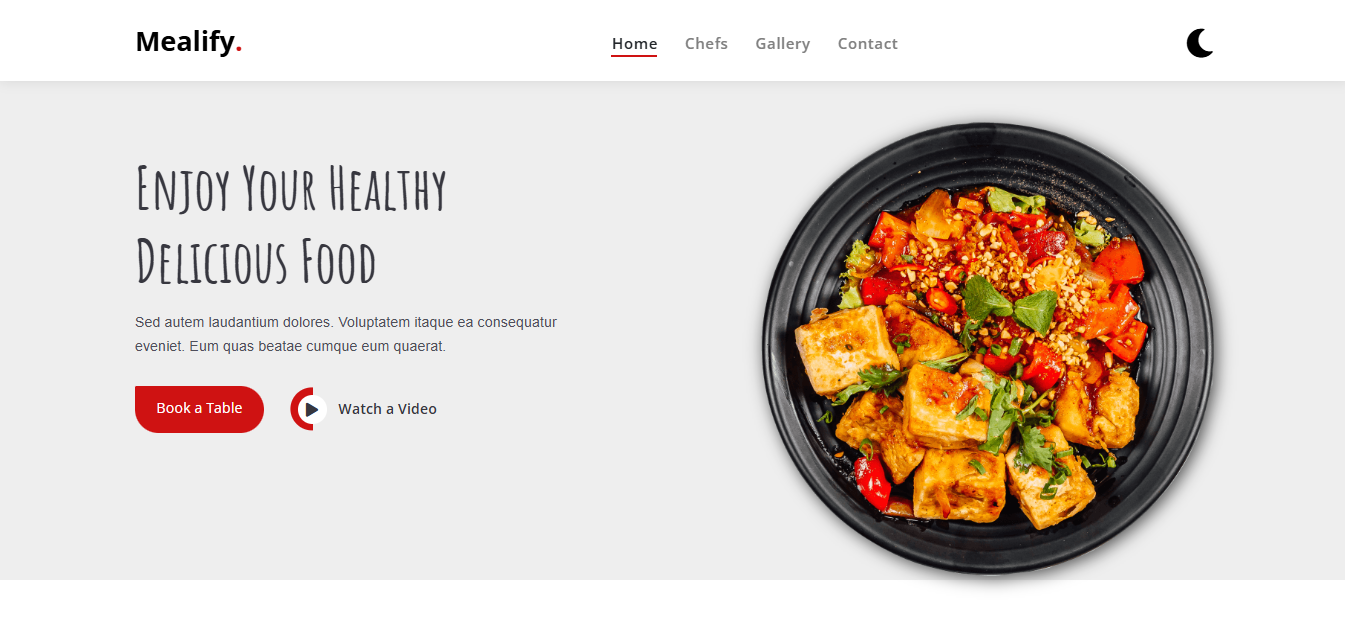 Mealify.
Home Chefs Gallery Contact
Enjoy Your Healthy
Delicious Food
Sed autem laudantium dolores. Voluptatem itaque ea consequatur
eveniet. Eum quas beatae cumque eum quaerat.
Book a Table
Watch a Video